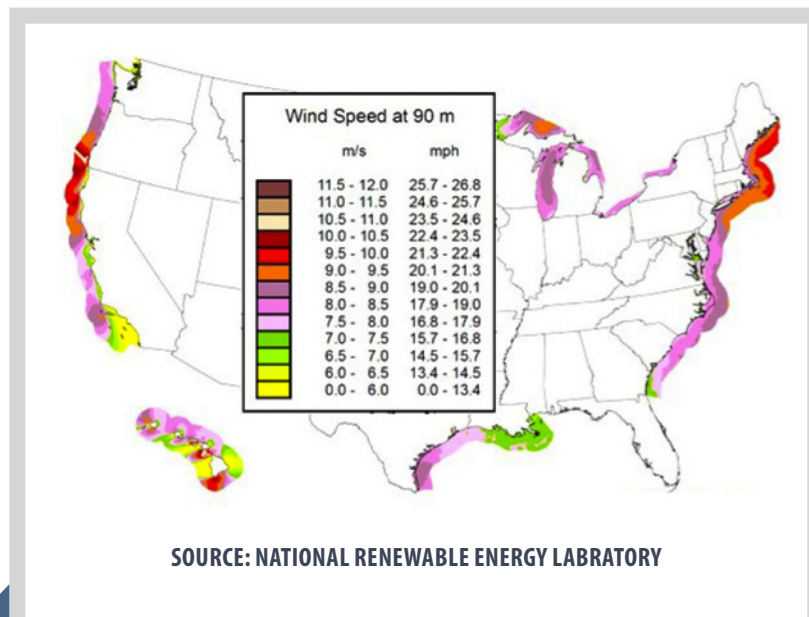 Wind Speed at 90 m
m/s mph
11.5 - 12.0 25.7 - 26.8
11.0 - 11.5 24.6 - 25.7
10.5 - 11.0 23.5 - 24.6
10.0 - 10.5 22.4 - 23.5
9.5 - 10.0 21.3 - 22.4
9.0 - 9.5 20.1 - 21.3
8.5 - 9.0 19.0 - 20.1
8.0 - 8.5 17.9 - 19.0
7.5 - 8.0 16.8 - 17.9
7.0 - 7.5 15.7 - 16.8
6.5 - 7.0 14.5 - 15.7
6.0 - 6.5 13.4 - 14.5
0.0 - 6.0 0.0 - 13.4
SOURCE: NATIONAL RENEWABLE ENERGY LABRATORY